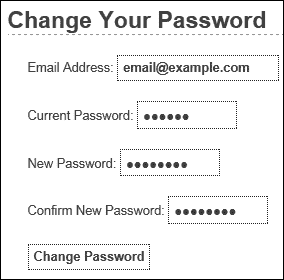 Change Your Password
Email Address: email@example.com
Current Password: ●●●●●●
New Password: ●●●●●●●●
Confirm New Password: ●●●●●●●●
Change Password